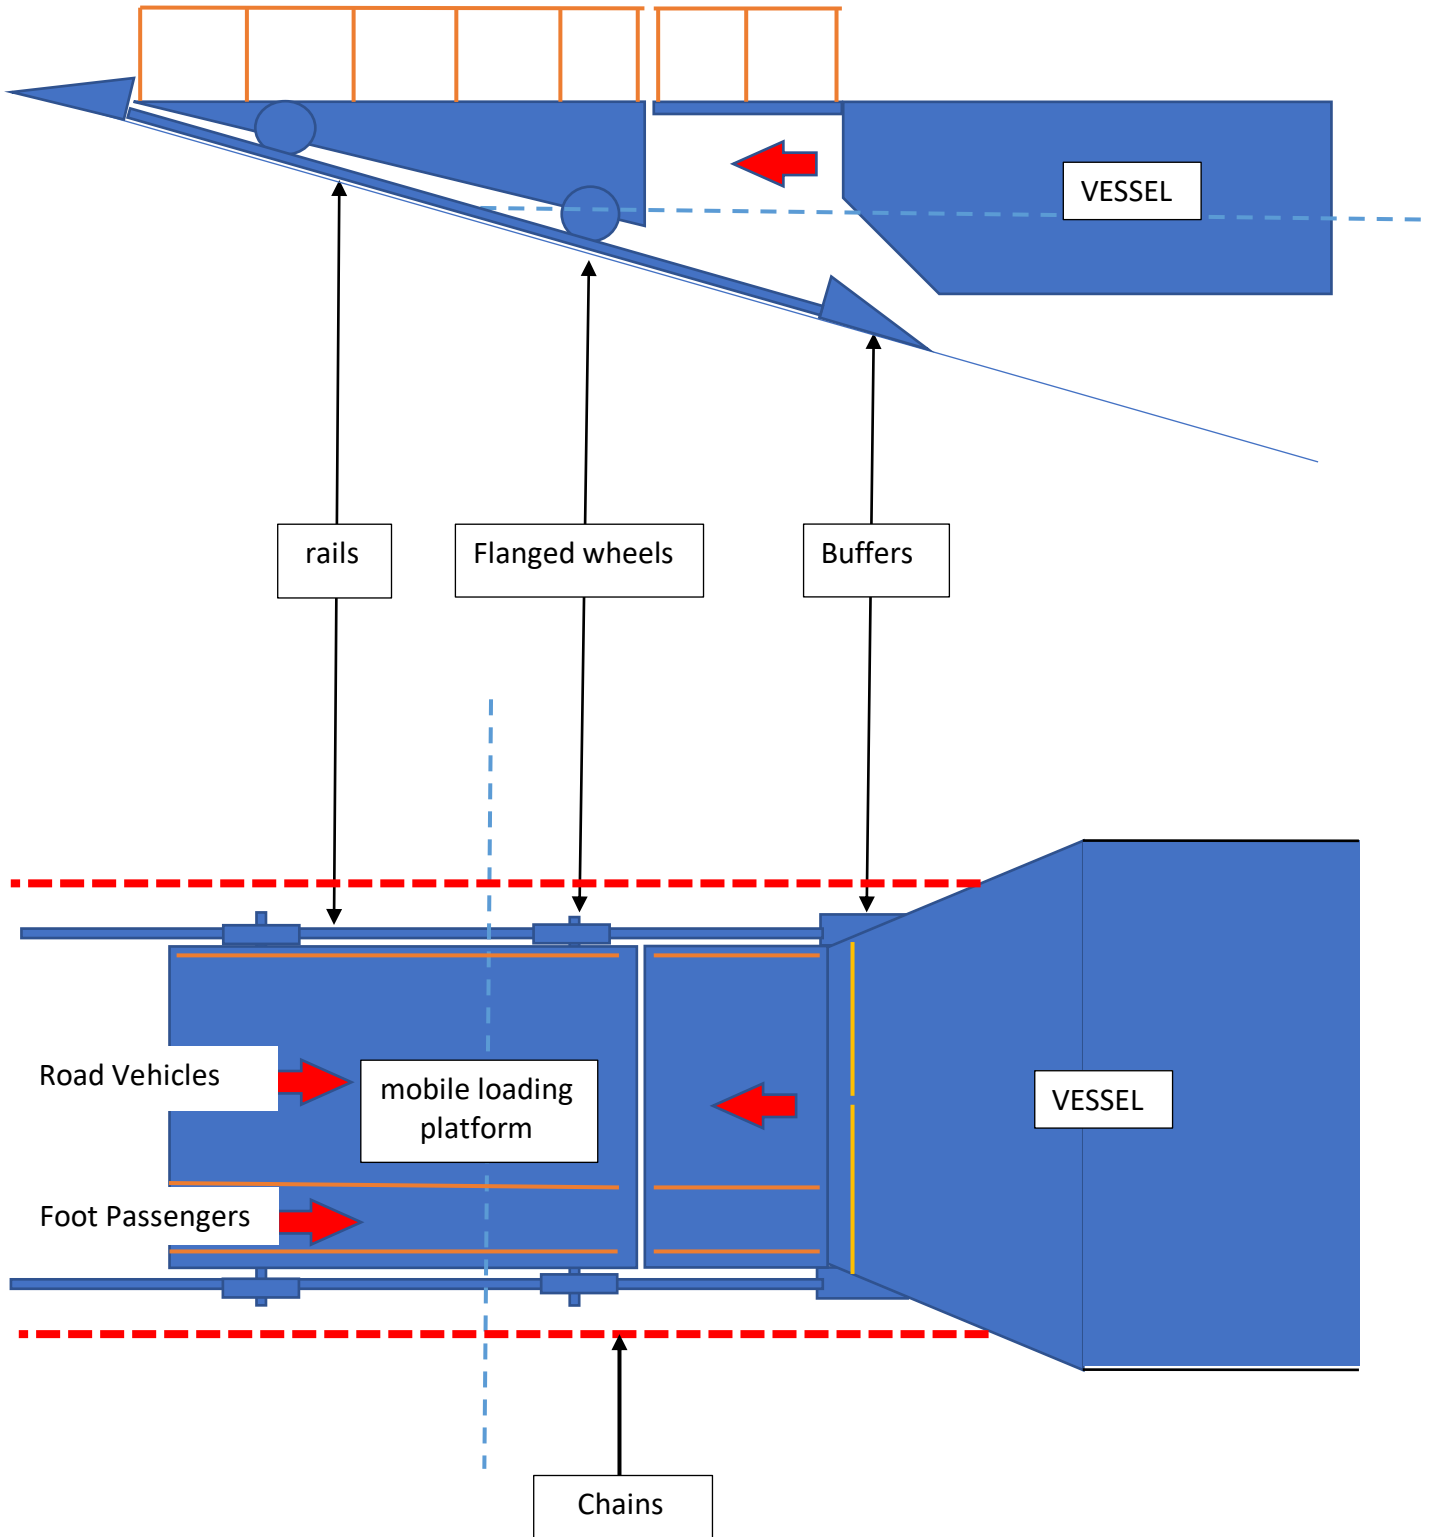 VESSEL
rails
Flanged wheels
Buffers
Road Vehicles
mobile loading
platform
VESSEL
Foot Passengers
Chains